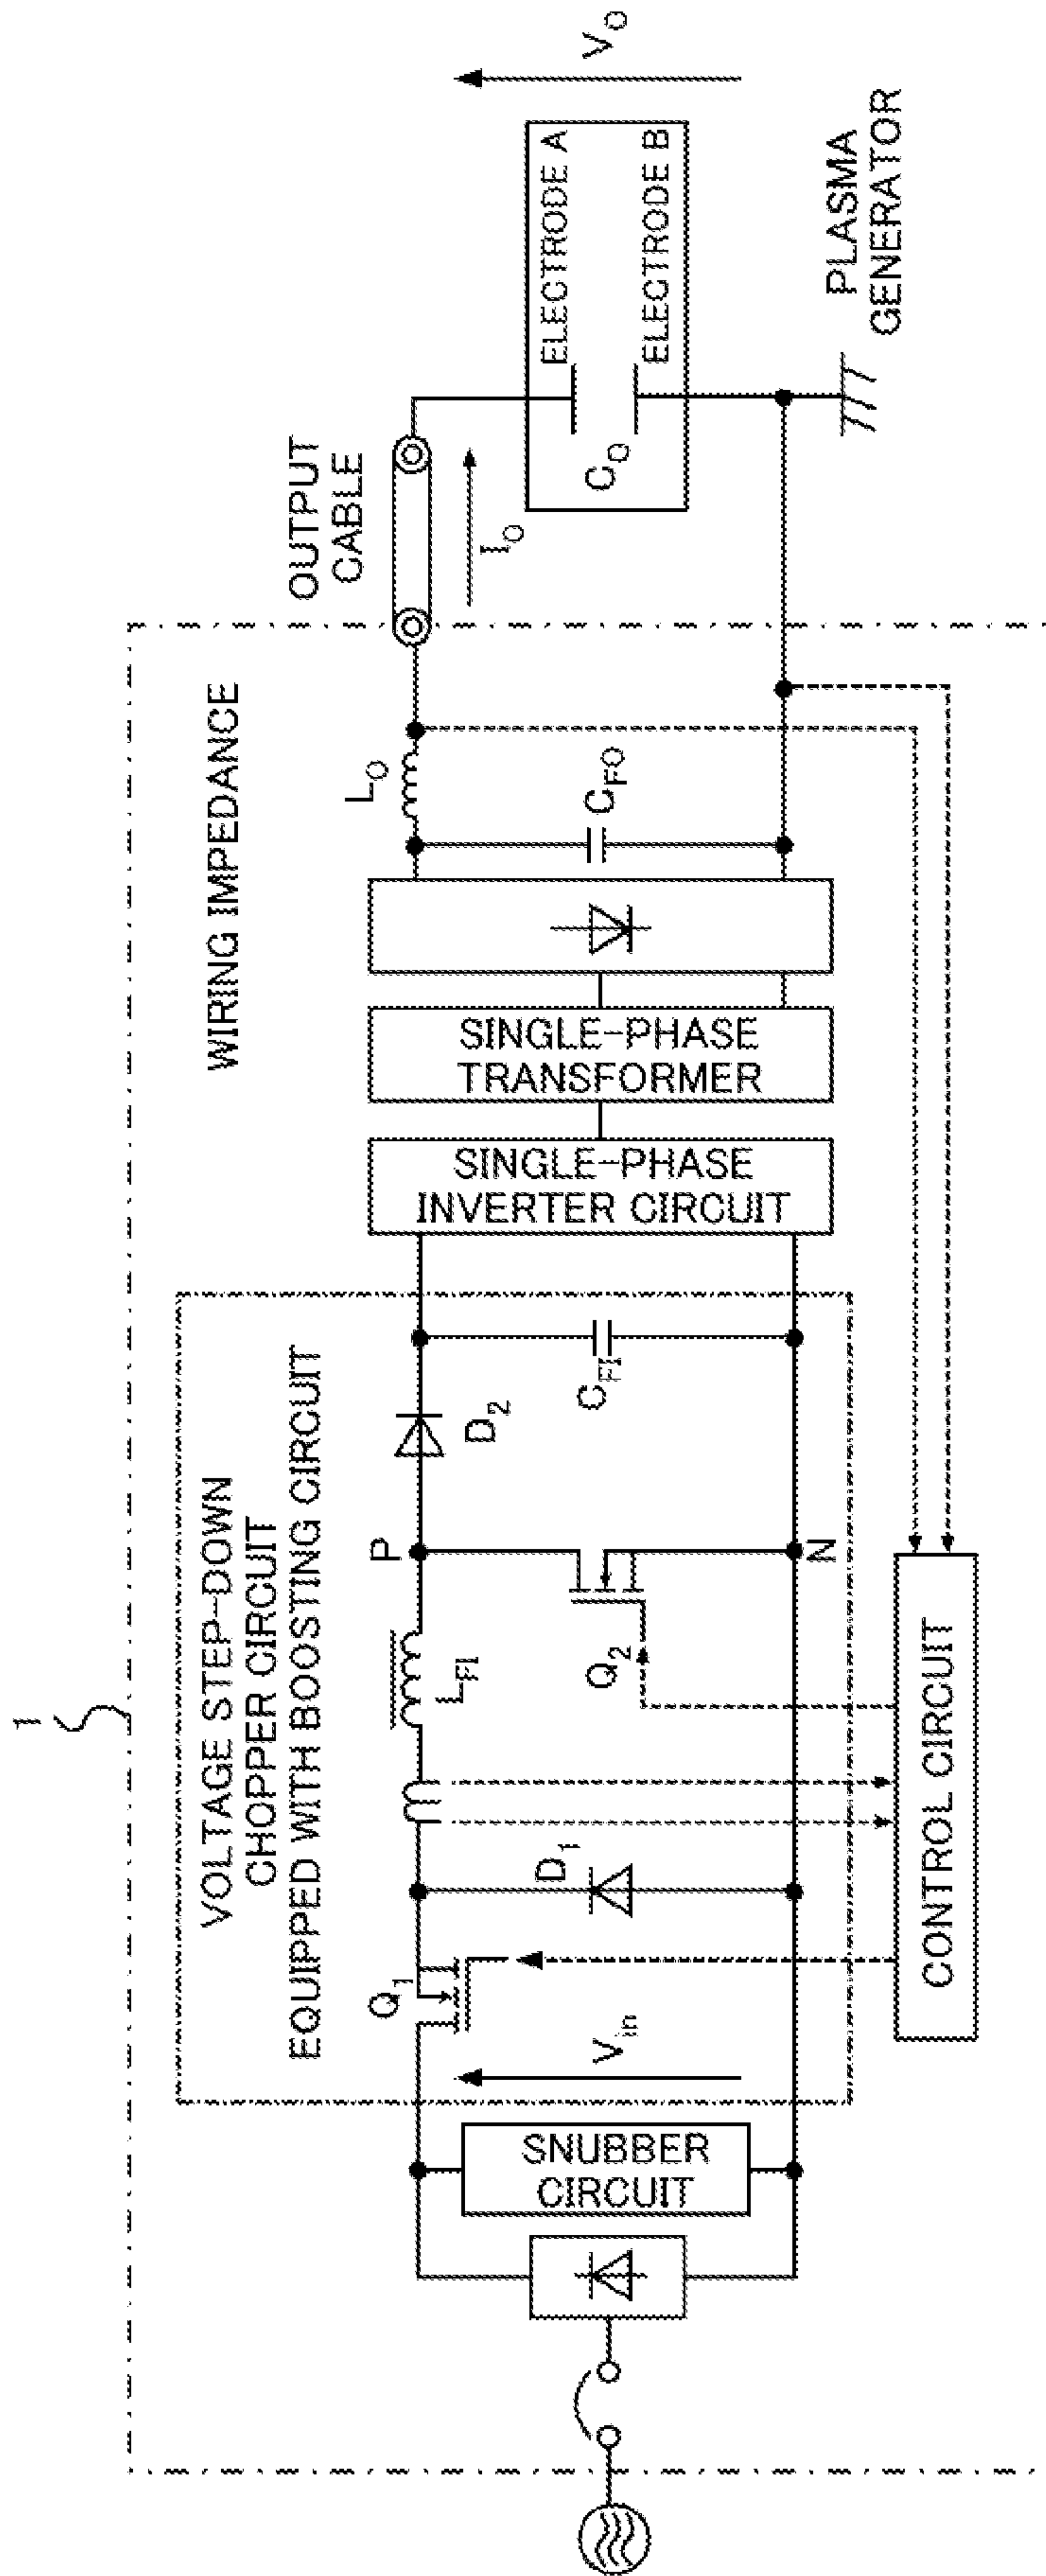 1
VOLTAGE STEP-DOWN
CHOPPER CIRCUIT
EQUIPPED WITH BOOSTING CIRCUIT
WIRING IMPEDANCE
OUTPUT
CABLE
Q1
Vin
D1
LFI
P
Q2
D2
CFI
N
SNUBBER
CIRCUIT
CONTROL CIRCUIT
SINGLE-PHASE
INVERTER CIRCUIT
SINGLE-PHASE
TRANSFORMER
LO
CFO
IO
ELECTRODE A
CO
ELECTRODE B
VO
PLASMA
GENERATOR